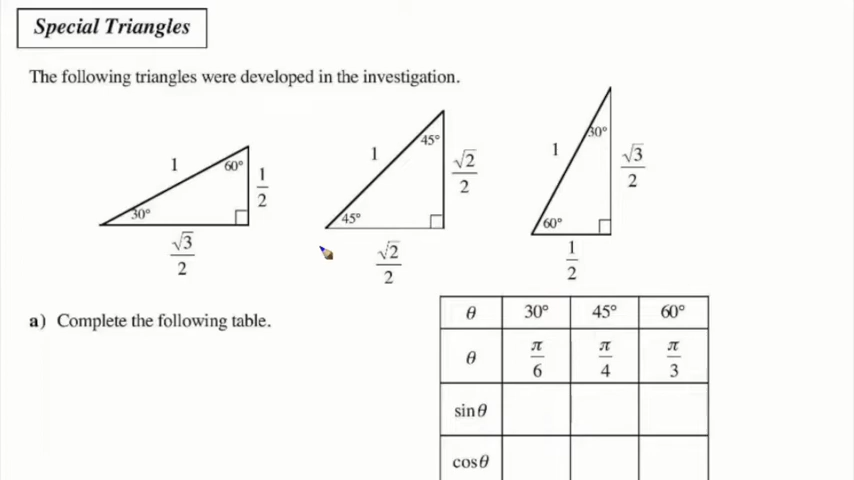 Special Triangles
The following triangles were developed in the investigation.
1
60°
1/2
30°
√3/2
1
45°
√2/2
45°
√2/2
1
30°
√3/2
60°
1/2
a) Complete the following table.
θ 30° 45° 60°
θ π/6 π/4 π/3
sinθ
cosθ